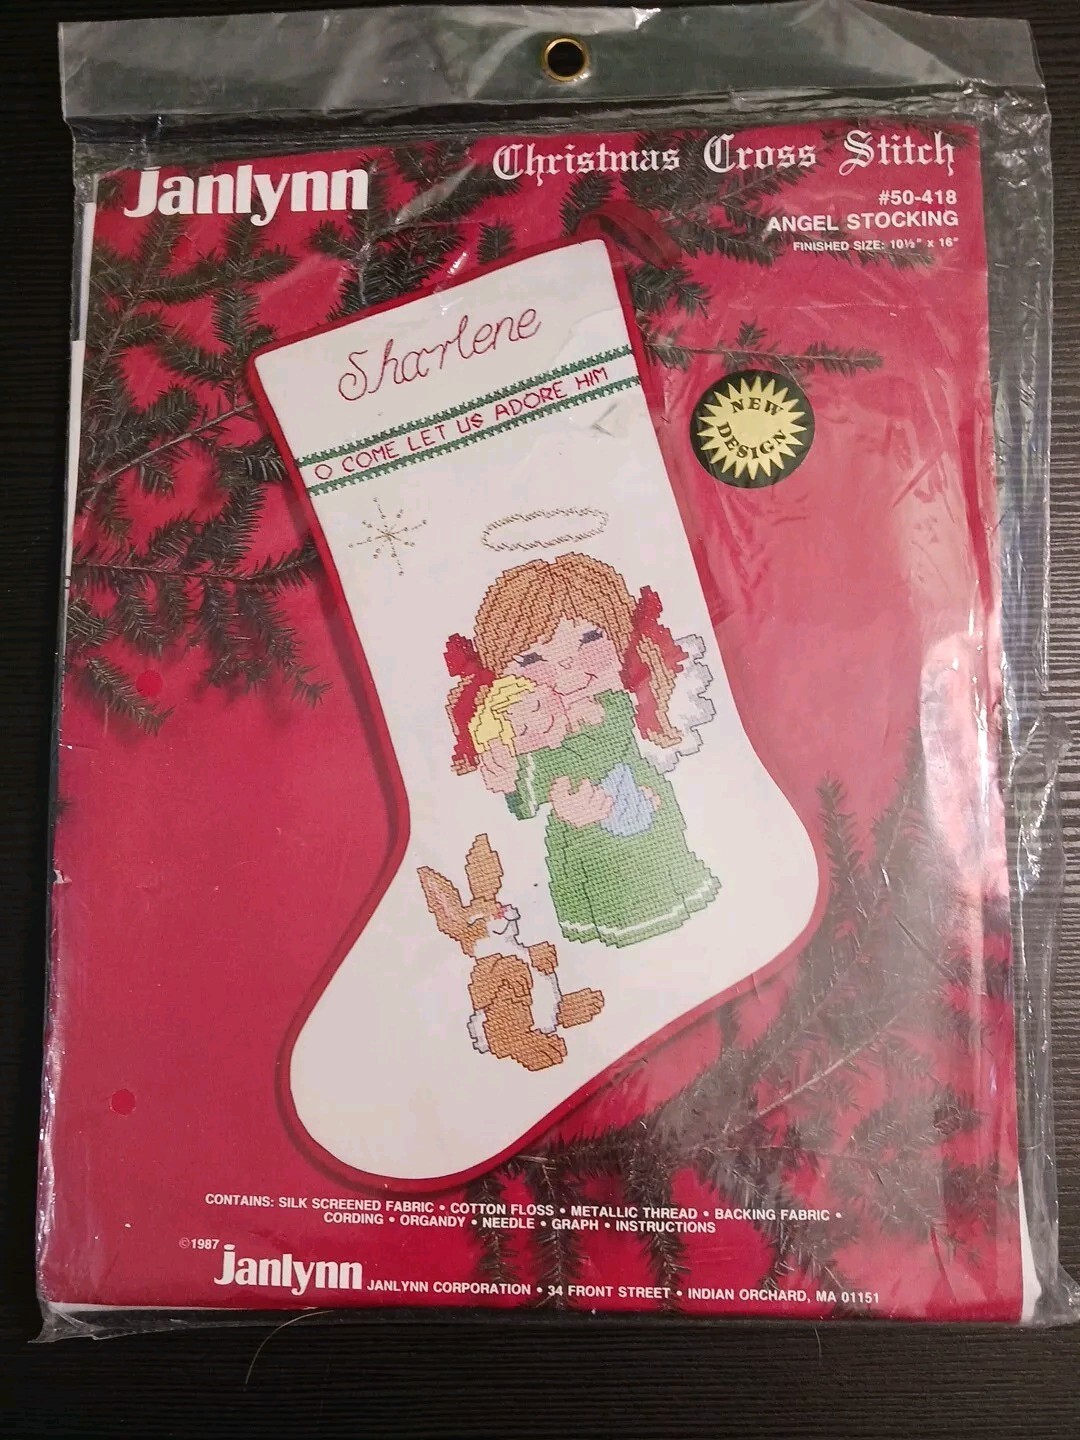 Janlynn
Christmas Cross Stitch
#50-418
ANGEL STOCKING
FINISHED SIZE: 10½" x 16"
Sharlene
O COME LET US ADORE HIM
NEW
DESIGN
CONTAINS: SILK SCREENED FABRIC • COTTON FLOSS • METALLIC THREAD • BACKING FABRIC •
CORDING • ORGANDY • NEEDLE • GRAPH • INSTRUCTIONS
©1987 janlynn JANLYNN CORPORATION • 34 FRONT STREET • INDIAN ORCHARD, MA 01151